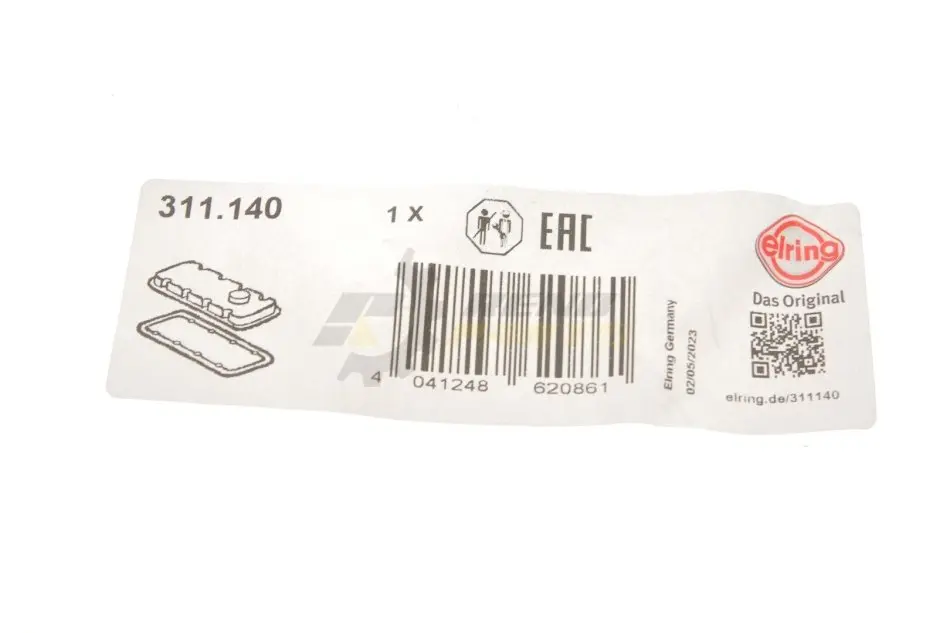 311.140
1 X
EAC
elring
Das Original
4 041248 620861
Elring Germany
02/05/2023
elring.de/311140